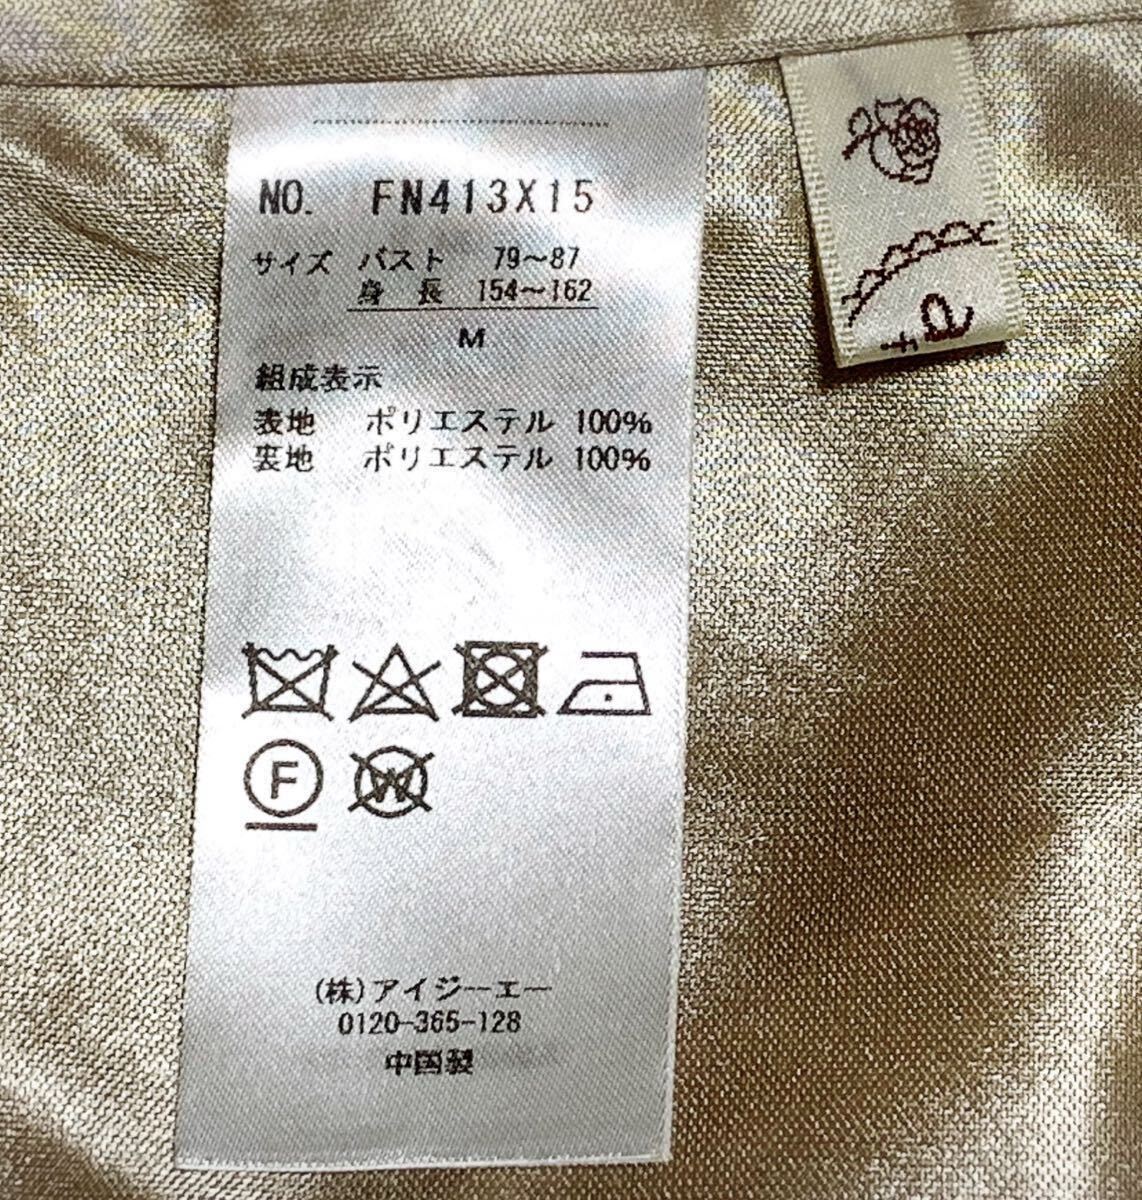 NO. FN413X15
サイズ バスト 79～87
身長 154～162
M
組成表示
表地 ポリエステル 100%
裏地 ポリエステル 100%
F
W
(株)アイジーエー
0120-365-128
中国製